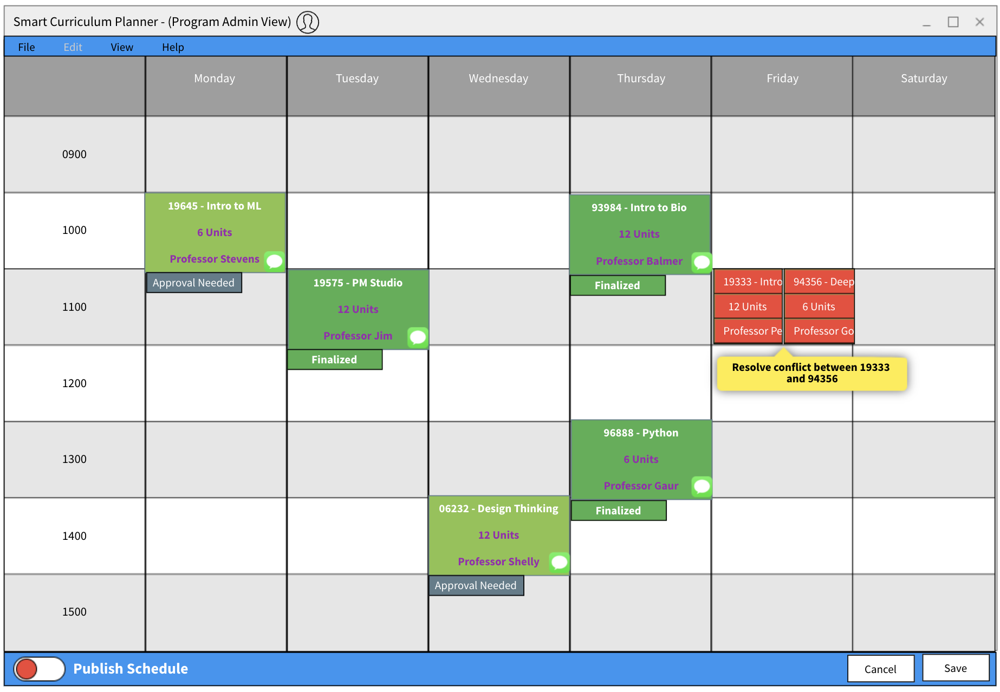 Smart Curriculum Planner - (Program Admin View)
File Edit View Help
Monday Tuesday Wednesday Thursday Friday Saturday
0900
1000
19645 - Intro to ML
6 Units
Professor Stevens
Approval Needed
93984 - Intro to Bio
12 Units
Professor Balmer
Finalized
1100
19575 - PM Studio
12 Units
Professor Jim
Finalized
19333 - Intro
12 Units
Professor Pe
94356 - Deep
6 Units
Professor Go
Resolve conflict between 19333
and 94356
1200
1300
96888 - Python
6 Units
Professor Gaur
Finalized
1400
06232 - Design Thinking
12 Units
Professor Shelly
Approval Needed
1500
Publish Schedule
Cancel
Save